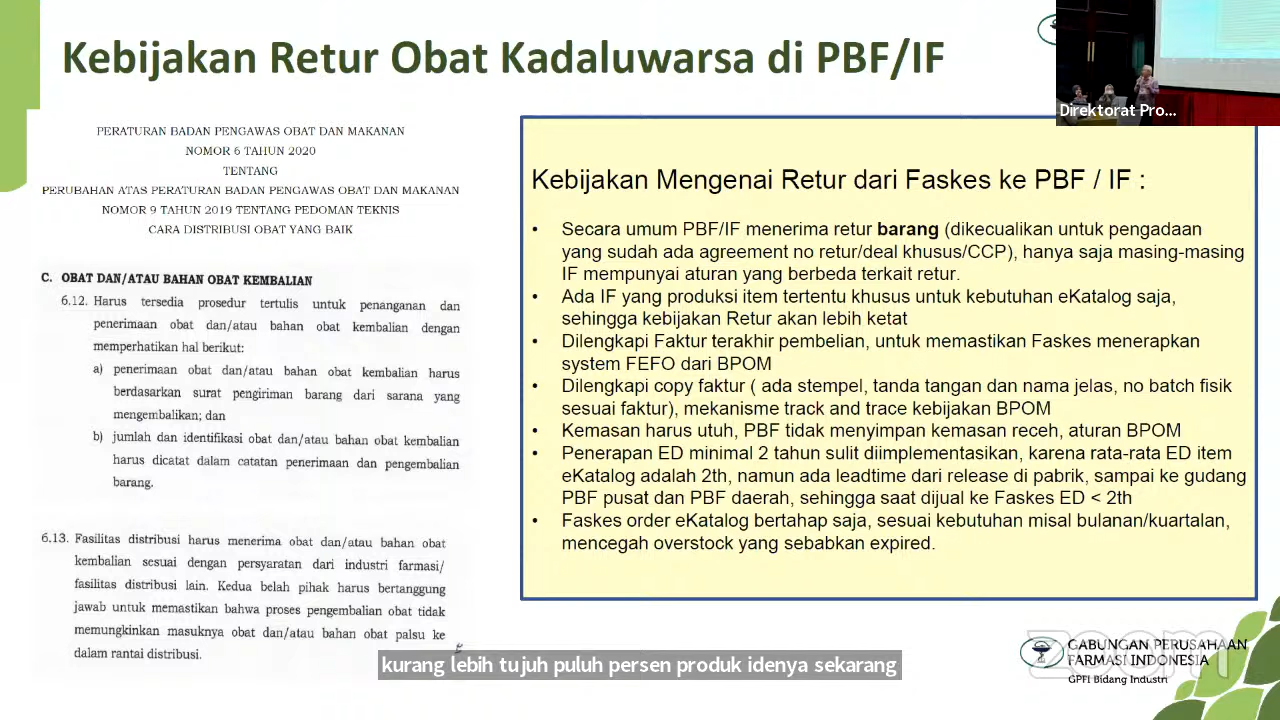 Kebijakan Retur Obat Kadaluwarsa di PBF/IF
Direktorat Pro...
PERATURAN BADAN PENGAWAS OBAT DAN MAKANAN
NOMOR 6 TAHUN 2020
TENTANG
PERUBAHAN ATAS PERATURAN BADAN PENGAWAS OBAT DAN MAKANAN
NOMOR 9 TAHUN 2019 TENTANG PEDOMAN TEKNIS
CARA DISTRIBUSI OBAT YANG BAIK
C. OBAT DAN/ATAU BAHAN OBAT KEMBALIAN
6.12. Harus tersedia prosedur tertulis untuk penanganan dan
penerimaan obat dan/atau bahan obat kembalian dengan
memperhatikan hal berikut:
a) penerimaan obat dan/atau bahan obat kembalian harus
berdasarkan surat pengiriman barang dari sarana yang
mengembalikan; dan
b) jumlah dan identifikasi obat dan/atau bahan obat kembalian
harus dicatat dalam catatan penerimaan dan pengembalian
barang.
6.13. Fasilitas distribusi harus menerima obat dan/atau bahan obat
kembalian sesuai dengan persyaratan dari industri farmasi/
fasilitas distribusi lain. Kedua belah pihak harus bertanggung
jawab untuk memastikan bahwa proses pengembalian obat tidak
memungkinkan masuknya obat dan/atau bahan obat palsu ke
dalam rantai distribusi.
Kebijakan Mengenai Retur dari Faskes ke PBF / IF :
• Secara umum PBF/IF menerima retur barang (dikecualikan untuk pengadaan
yang sudah ada agreement no retur/deal khusus/CCP), hanya saja masing-masing
IF mempunyai aturan yang berbeda terkait retur.
• Ada IF yang produksi item tertentu khusus untuk kebutuhan eKatalog saja,
sehingga kebijakan Retur akan lebih ketat
• Dilengkapi Faktur terakhir pembelian, untuk memastikan Faskes menerapkan
system FEFO dari BPOM
• Dilengkapi copy faktur ( ada stempel, tanda tangan dan nama jelas, no batch fisik
sesuai faktur), mekanisme track and trace kebijakan BPOM
• Kemasan harus utuh, PBF tidak menyimpan kemasan receh, aturan BPOM
• Penerapan ED minimal 2 tahun sulit diimplementasikan, karena rata-rata ED item
eKatalog adalah 2th, namun ada leadtime dari release di pabrik, sampai ke gudang
PBF pusat dan PBF daerah, sehingga saat dijual ke Faskes ED < 2th
• Faskes order eKatalog bertahap saja, sesuai kebutuhan misal bulanan/kuartalan,
mencegah overstock yang sebabkan expired.
zoom
GABUNGAN PERUSAHAAN
FARMASI INDONESIA
GPFI Bidang Industri
kurang lebih tujuh puluh persen produk idenya sekarang